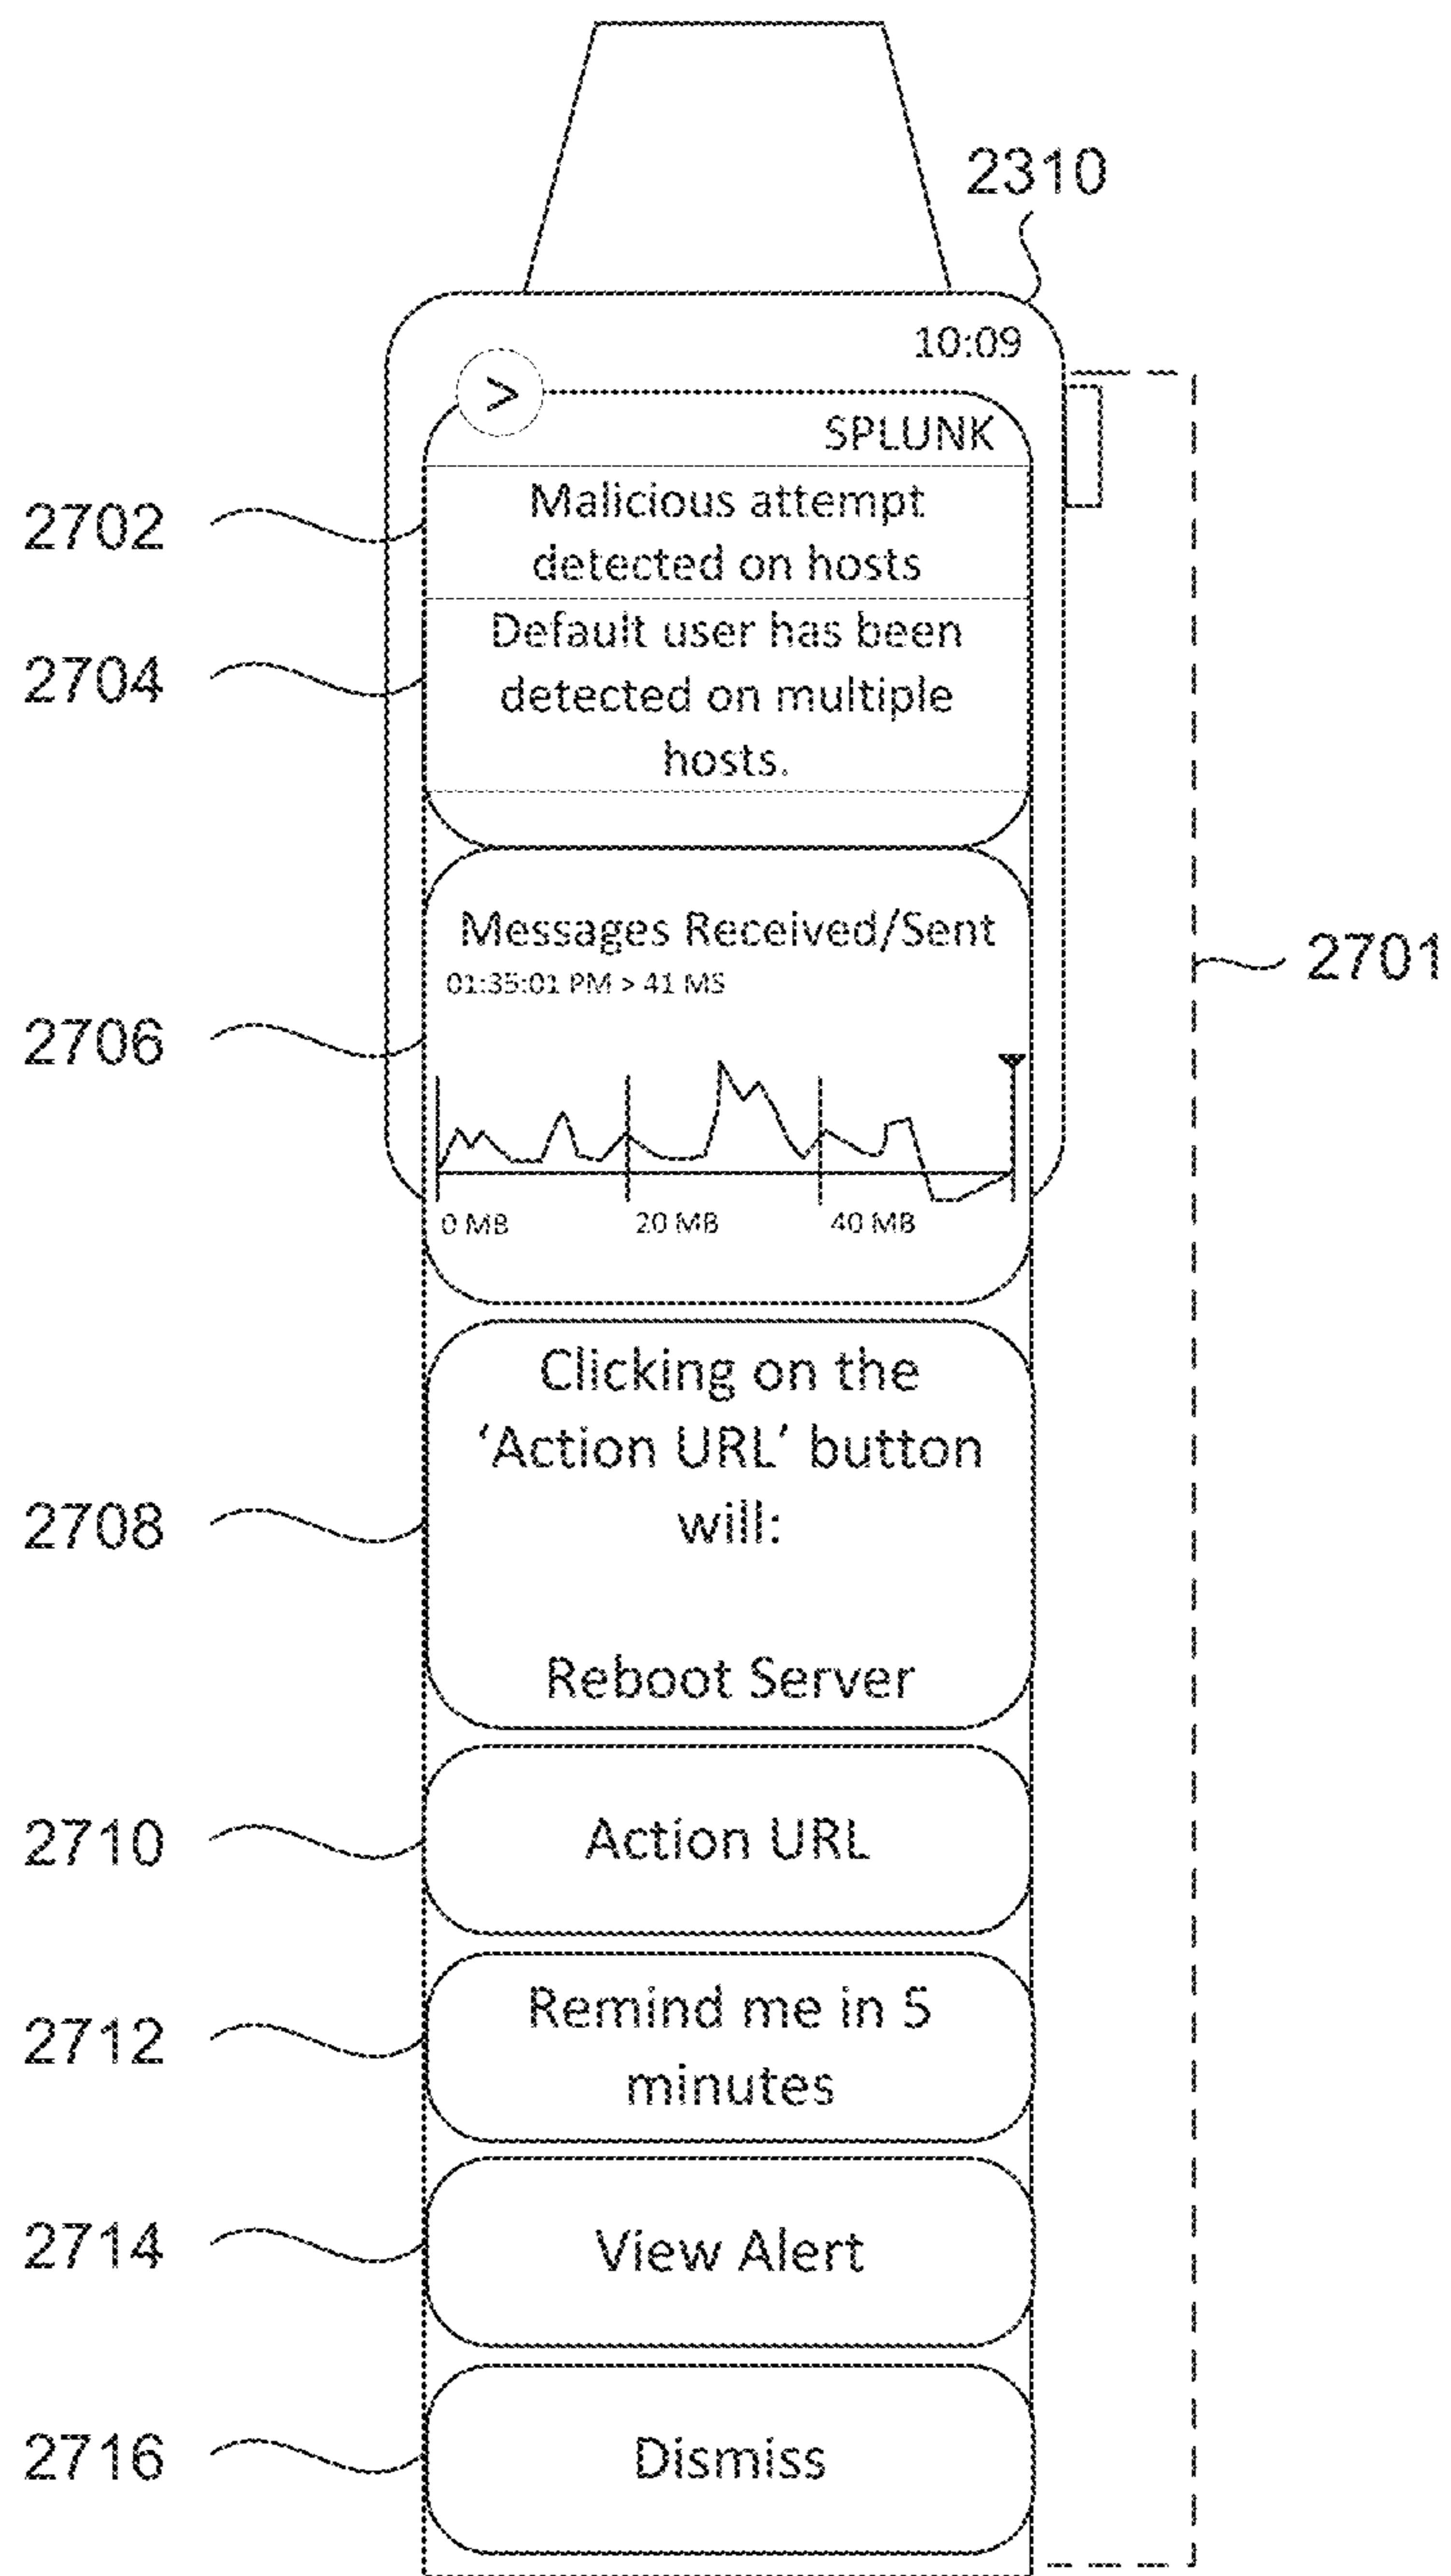 2310
10:09
>
SPLUNK
2702
Malicious attempt
detected on hosts
2704
Default user has been
detected on multiple
hosts.
Messages Received/Sent
2701
01:35:01 PM > 41 MS
2706
0 MB 20 MB 40 MB
Clicking on the
‘Action URL’ button
will:
2708
Reboot Server
2710
Action URL
2712
Remind me in 5
minutes
2714
View Alert
2716
Dismiss